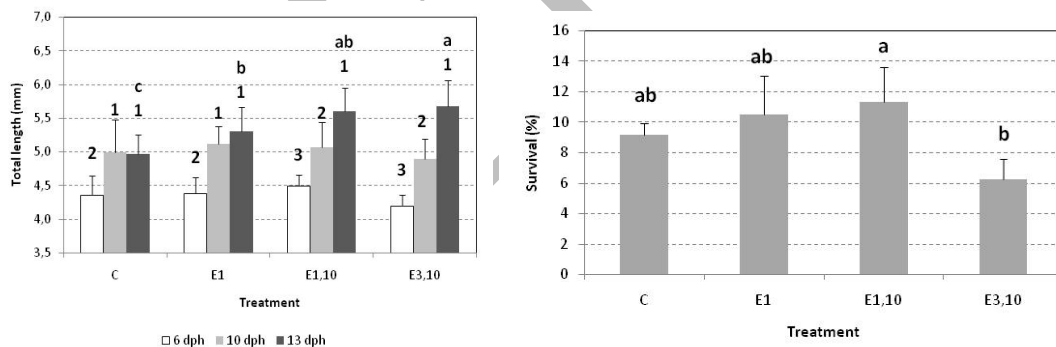 7,0
6,5
6,0
5,5
5,0
4,5
4,0
3,5
Total length (mm)
2 1 c 1
2 1 b 1
3 2 ab 1
3 2 a 1
C E1 E1,10 E3,10
Treatment
6 dph 10 dph 13 dph
16
14
12
10
8
6
4
2
0
Survival (%)
ab ab a b
C E1 E1,10 E3,10
Treatment